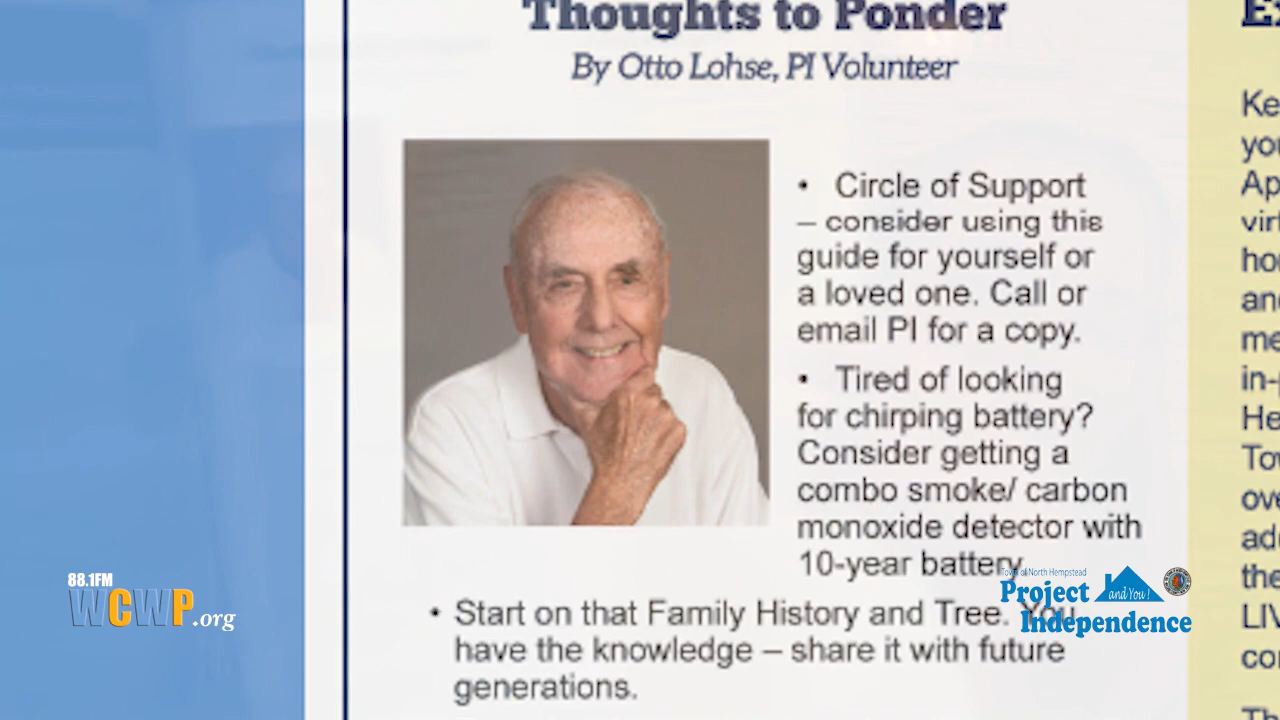 Thoughts to Ponder
By Otto Lohse, PI Volunteer
• Circle of Support
– consider using this
guide for yourself or
a loved one. Call or
email PI for a copy.
• Tired of looking
for chirping battery?
Consider getting a
combo smoke/ carbon
monoxide detector with
10-year battery
• Start on that Family History and Tree. You
have the knowledge – share it with future
generations.
Ke
you
Ap
viri
ho
and
me
in-
He
Tow
ove
add
the
LIV
co
Th
88.1FM
WCWP.org
Town of North Hempstead
Project and You!
Independence